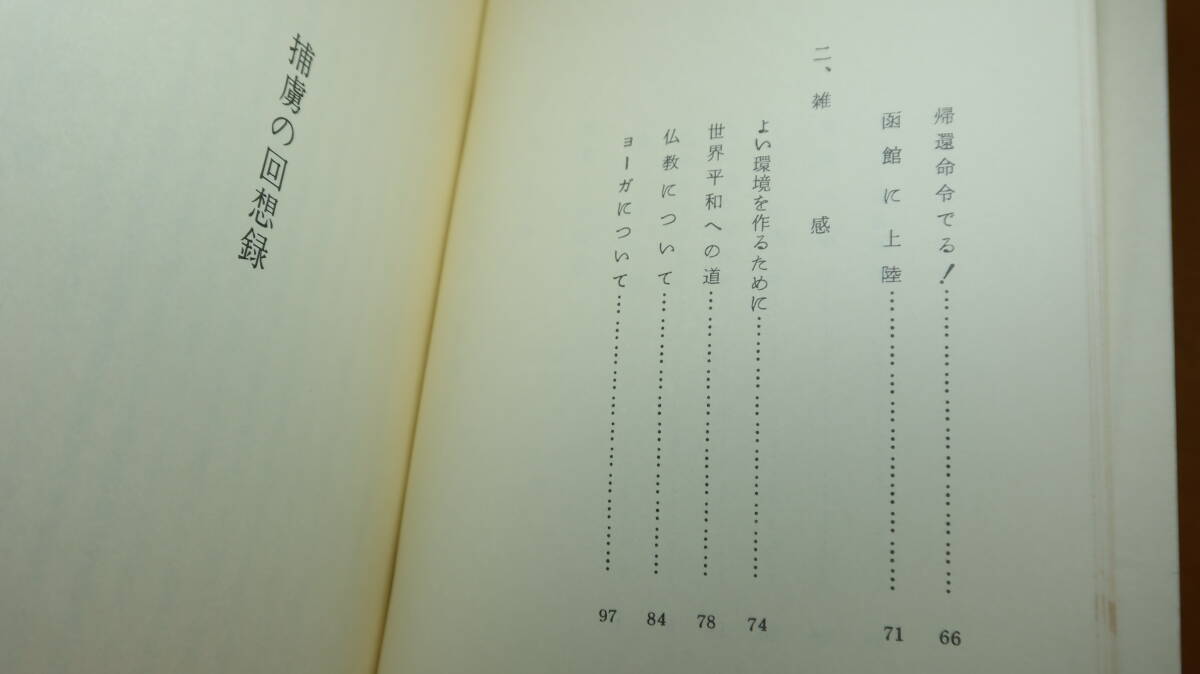 帰還命令でる!…………………… 66
函館に上陸…………………… 71
二、雑感
よい環境を作るために…………………… 74
世界平和への道…………………… 78
仏教について…………………… 84
ヨーガについて…………………… 97
捕虜の回想録